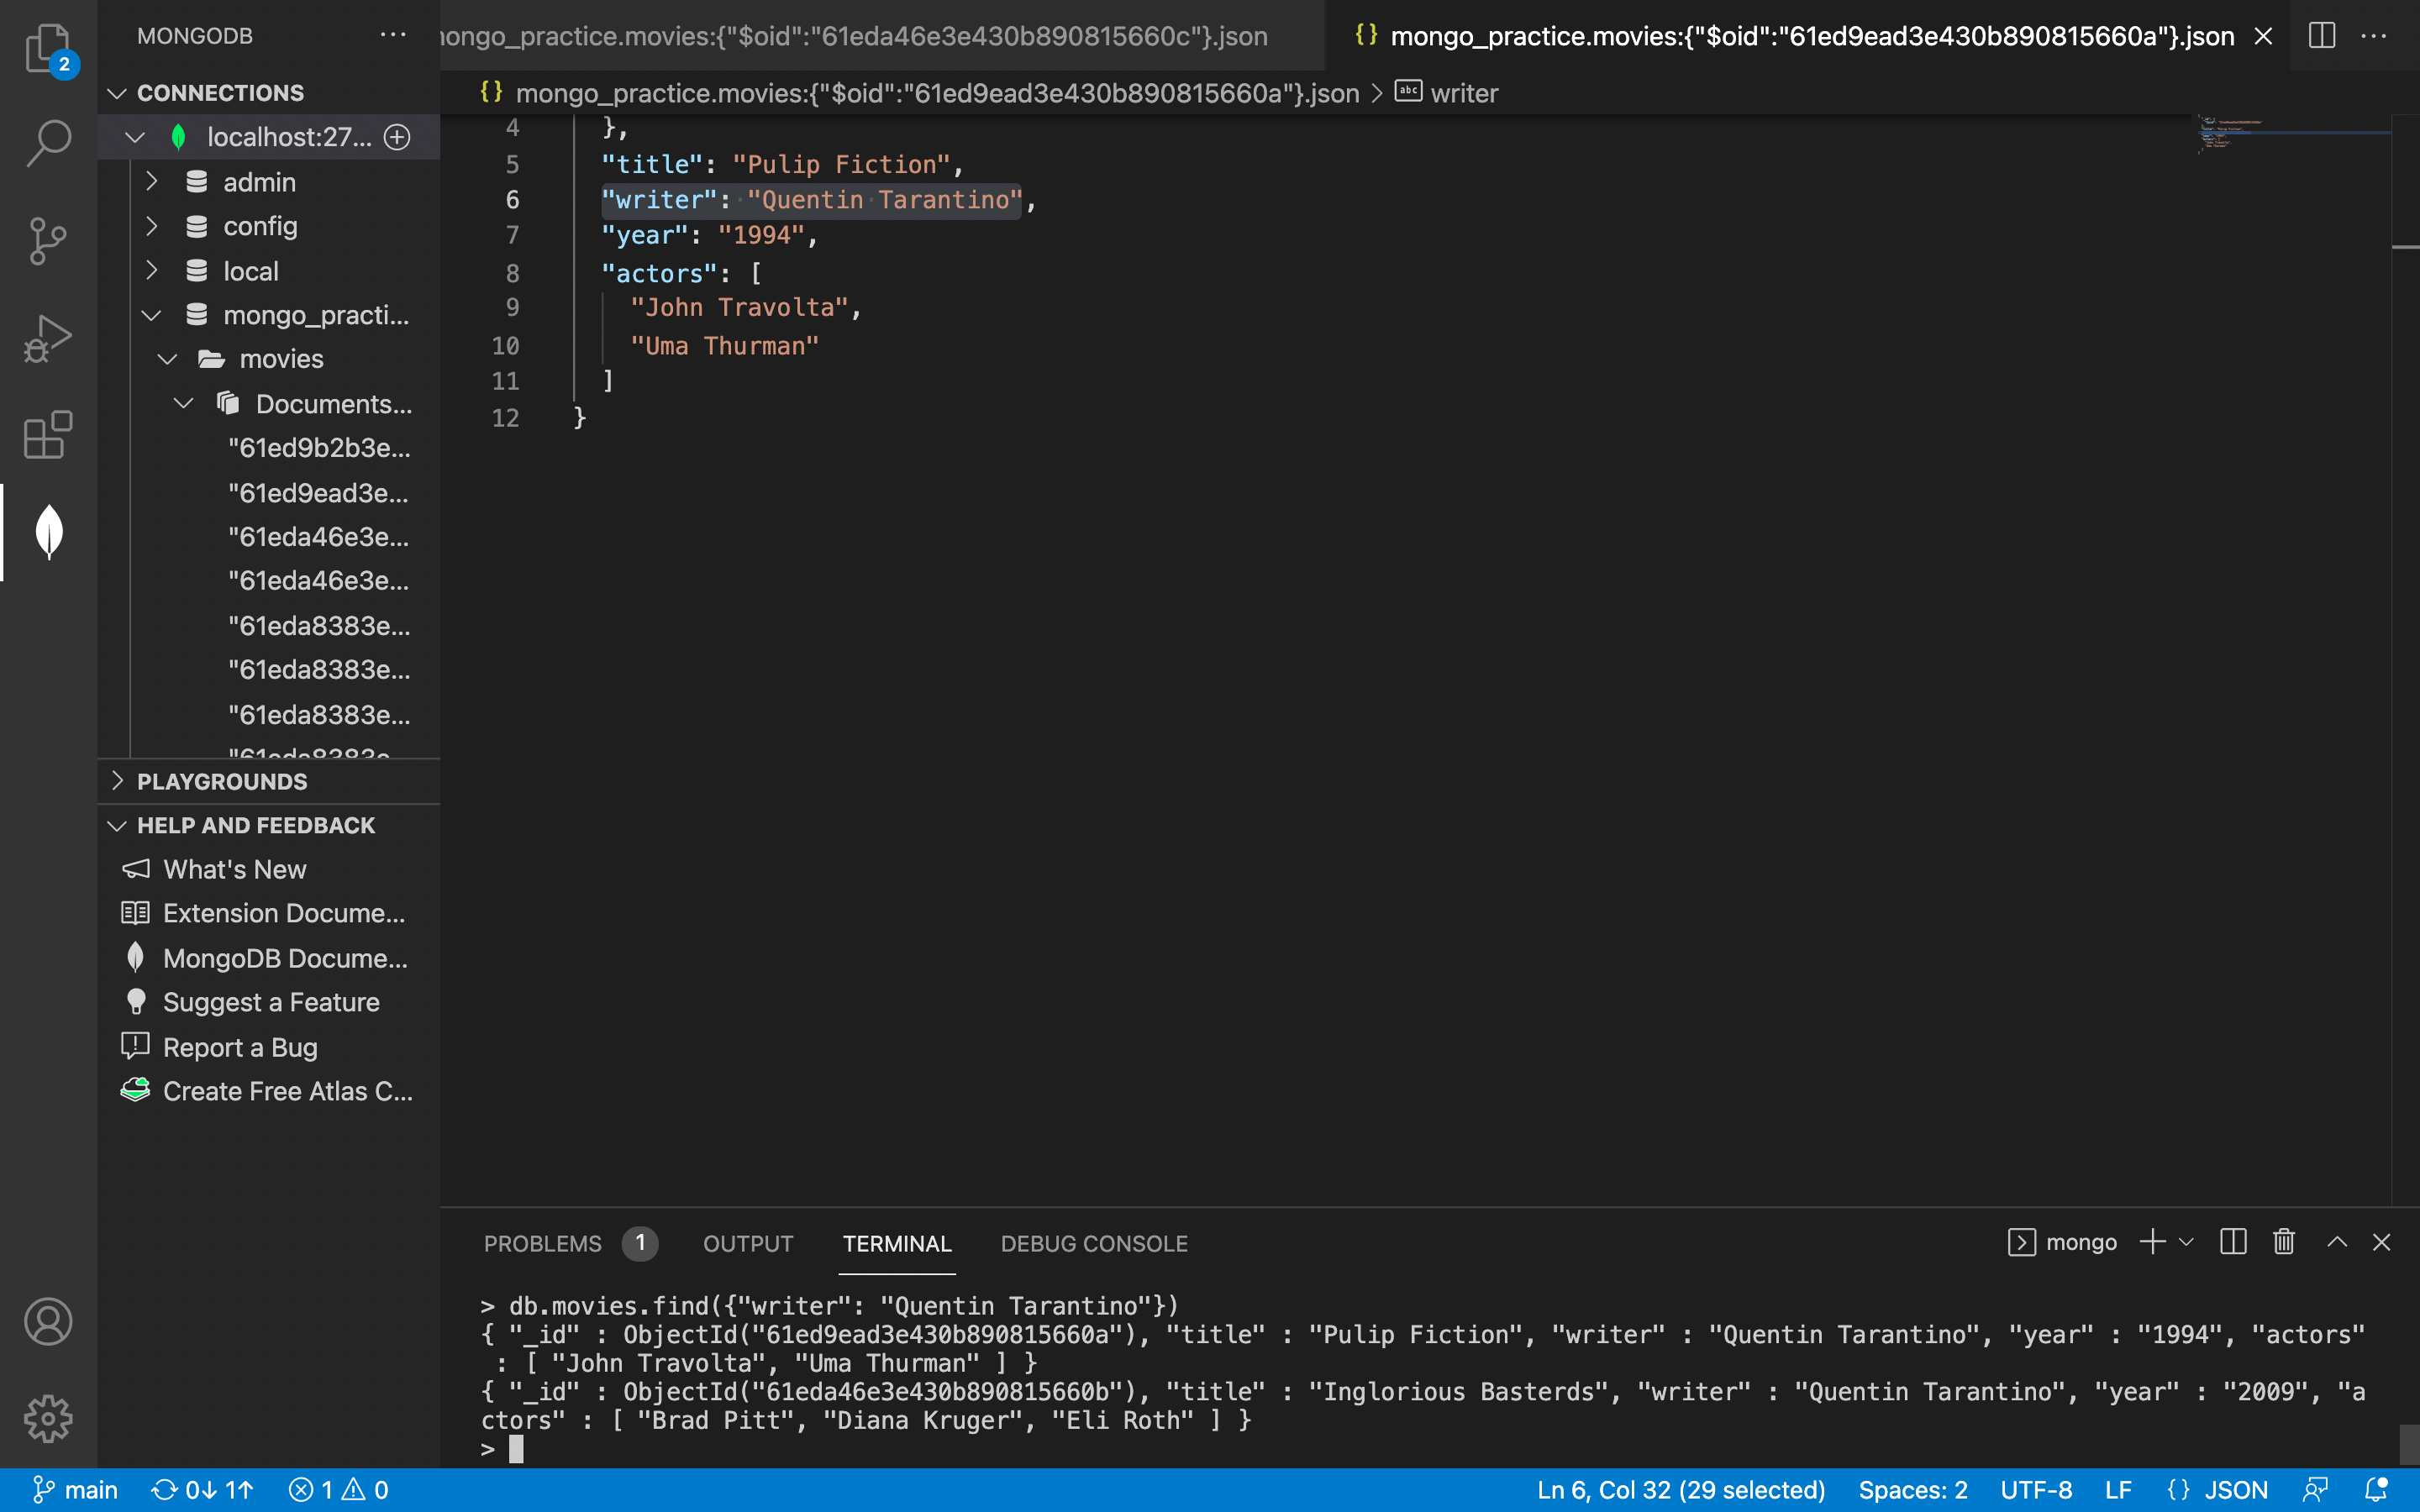 2
MONGODB
CONNECTIONS
localhost:27...
admin
config
local
mongo_practi...
movies
Documents...
"61ed9b2b3e...
"61ed9ead3e...
"61eda46e3e...
"61eda46e3e...
"61eda8383e...
"61eda8383e...
"61eda8383e...
"61eda8383e...
PLAYGROUNDS
HELP AND FEEDBACK
What's New
Extension Docume...
MongoDB Docume...
Suggest a Feature
Report a Bug
Create Free Atlas C...
mongo_practice.movies:{"$oid":"61eda46e3e430b890815660c"}.json
{} mongo_practice.movies:{"$oid":"61ed9ead3e430b890815660a"}.json
{} mongo_practice.movies:{"$oid":"61ed9ead3e430b890815660a"}.json > abc writer
4 },
5 "title": "Pulip Fiction",
6 "writer": "Quentin Tarantino",
7 "year": "1994",
8 "actors": [
9 "John Travolta",
10 "Uma Thurman"
11 ]
12 }
PROBLEMS 1 OUTPUT TERMINAL DEBUG CONSOLE
mongo
> db.movies.find({"writer": "Quentin Tarantino"})
{ "_id" : ObjectId("61ed9ead3e430b890815660a"), "title" : "Pulip Fiction", "writer" : "Quentin Tarantino", "year" : "1994", "actors"
 : [ "John Travolta", "Uma Thurman" ] }
{ "_id" : ObjectId("61eda46e3e430b890815660b"), "title" : "Inglorious Basterds", "writer" : "Quentin Tarantino", "year" : "2009", "a
ctors" : [ "Brad Pitt", "Diana Kruger", "Eli Roth" ] }
>
main 0↓ 1↑ 1 0 Ln 6, Col 32 (29 selected) Spaces: 2 UTF-8 LF {} JSON